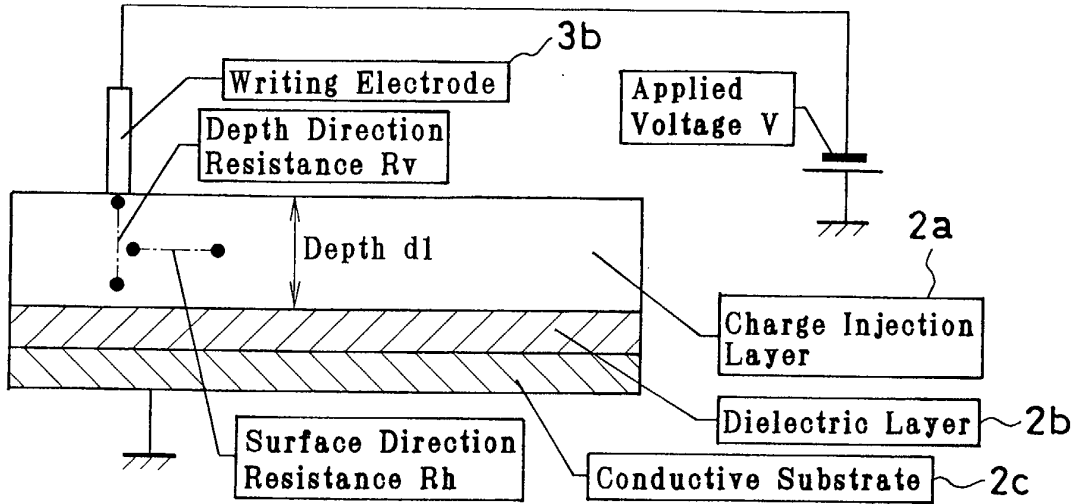 3b
Writing Electrode
Applied
Voltage V
Depth Direction
Resistance Rv
2a
Depth d1
Charge Injection
Layer
Dielectric Layer
2b
Surface Direction
Resistance Rh
Conductive Substrate
2c